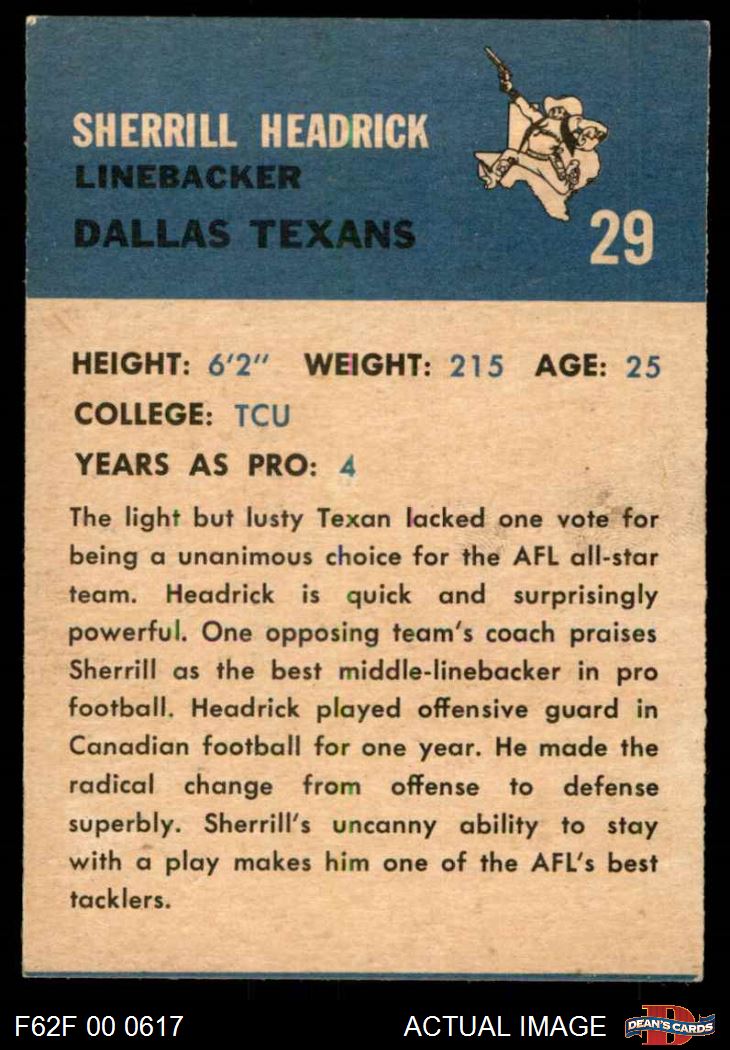 SHERRILL HEADRICK
LINEBACKER
DALLAS TEXANS
29
HEIGHT: 6'2" WEIGHT: 215 AGE: 25
COLLEGE: TCU
YEARS AS PRO: 4
The light but lusty Texan lacked one vote for
being a unanimous choice for the AFL all-star
team. Headrick is quick and surprisingly
powerful. One opposing team's coach praises
Sherrill as the best middle-linebacker in pro
football. Headrick played offensive guard in
Canadian football for one year. He made the
radical change from offense to defense
superbly. Sherrill's uncanny ability to stay
with a play makes him one of the AFL's best
tacklers.
F62F 00 0617
ACTUAL IMAGE
D
DEAN'S CARDS